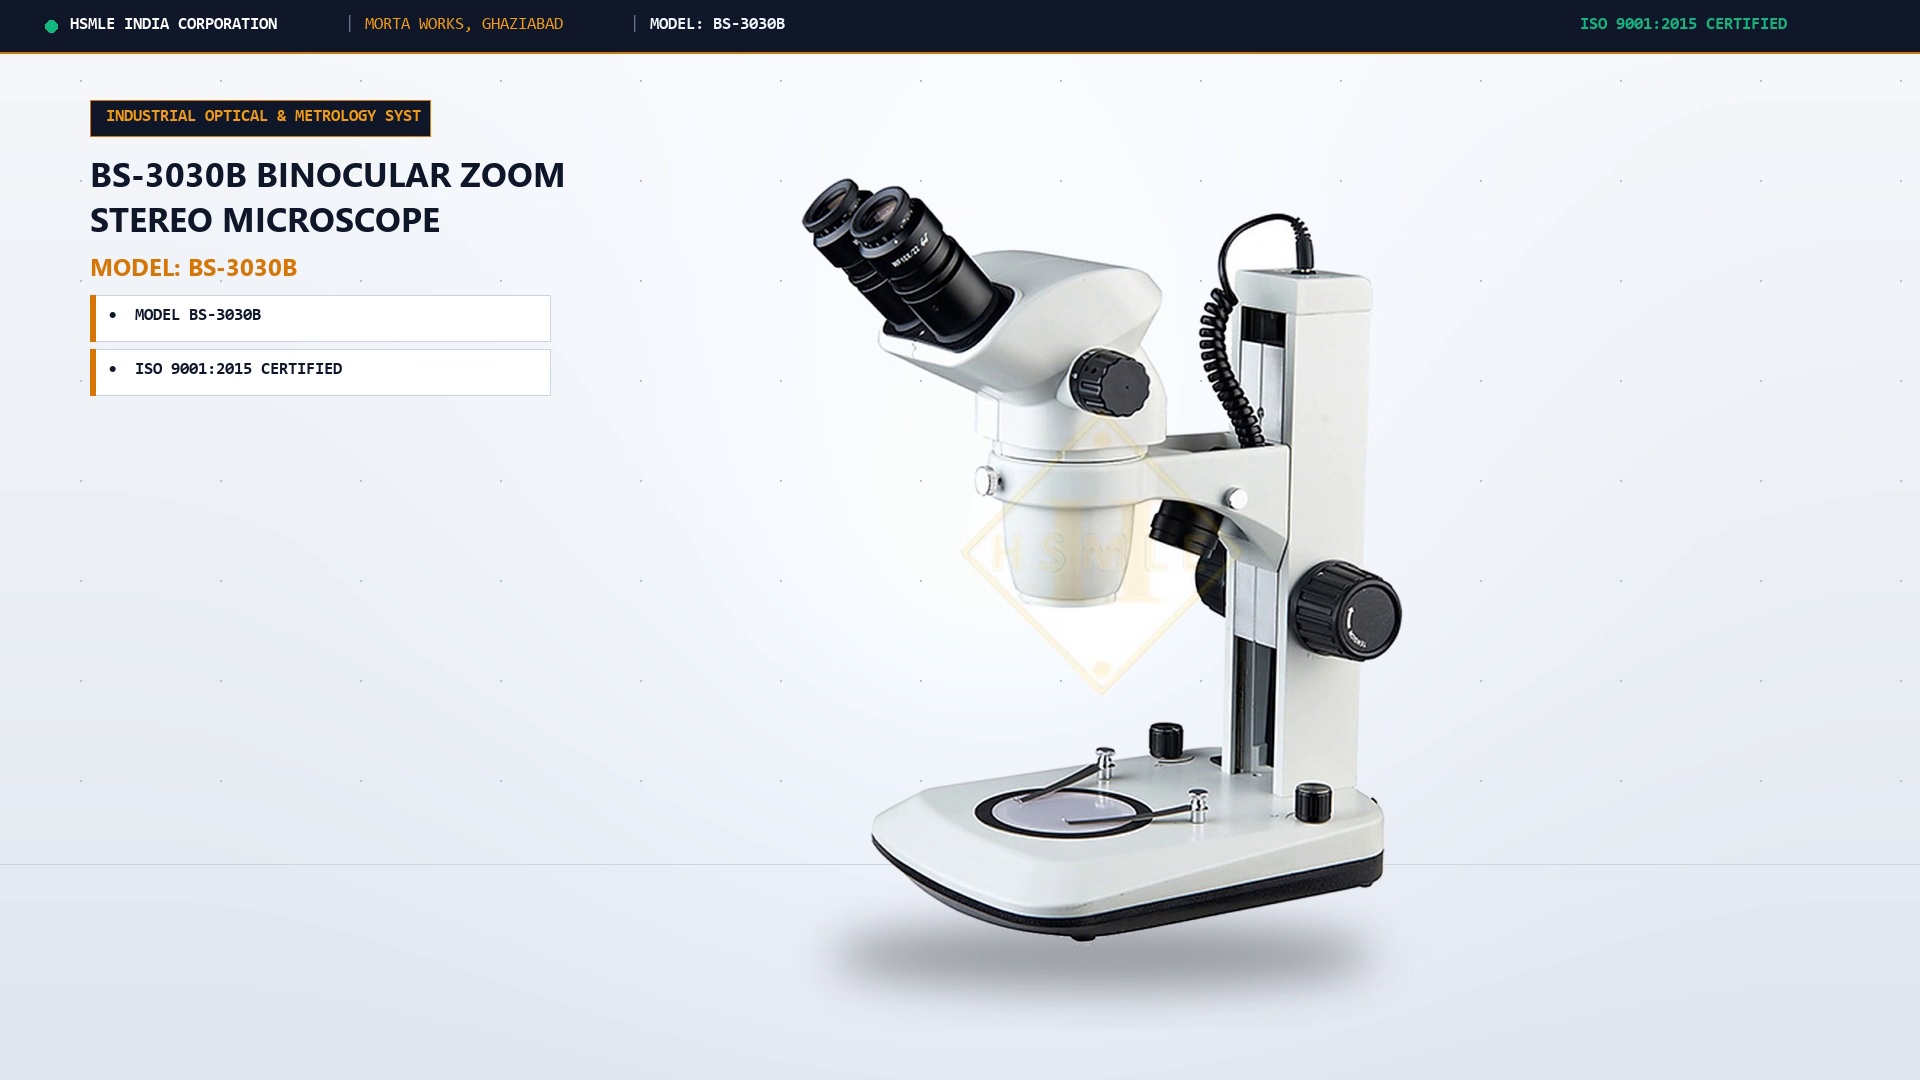 HSMLE INDIA CORPORATION
MORTA WORKS, GHAZIABAD
MODEL: BS-3030B
ISO 9001:2015 CERTIFIED
INDUSTRIAL OPTICAL & METROLOGY SYST
BS-3030B BINOCULAR ZOOM
STEREO MICROSCOPE
MODEL: BS-3030B
• MODEL BS-3030B
• ISO 9001:2015 CERTIFIED
HSMLE